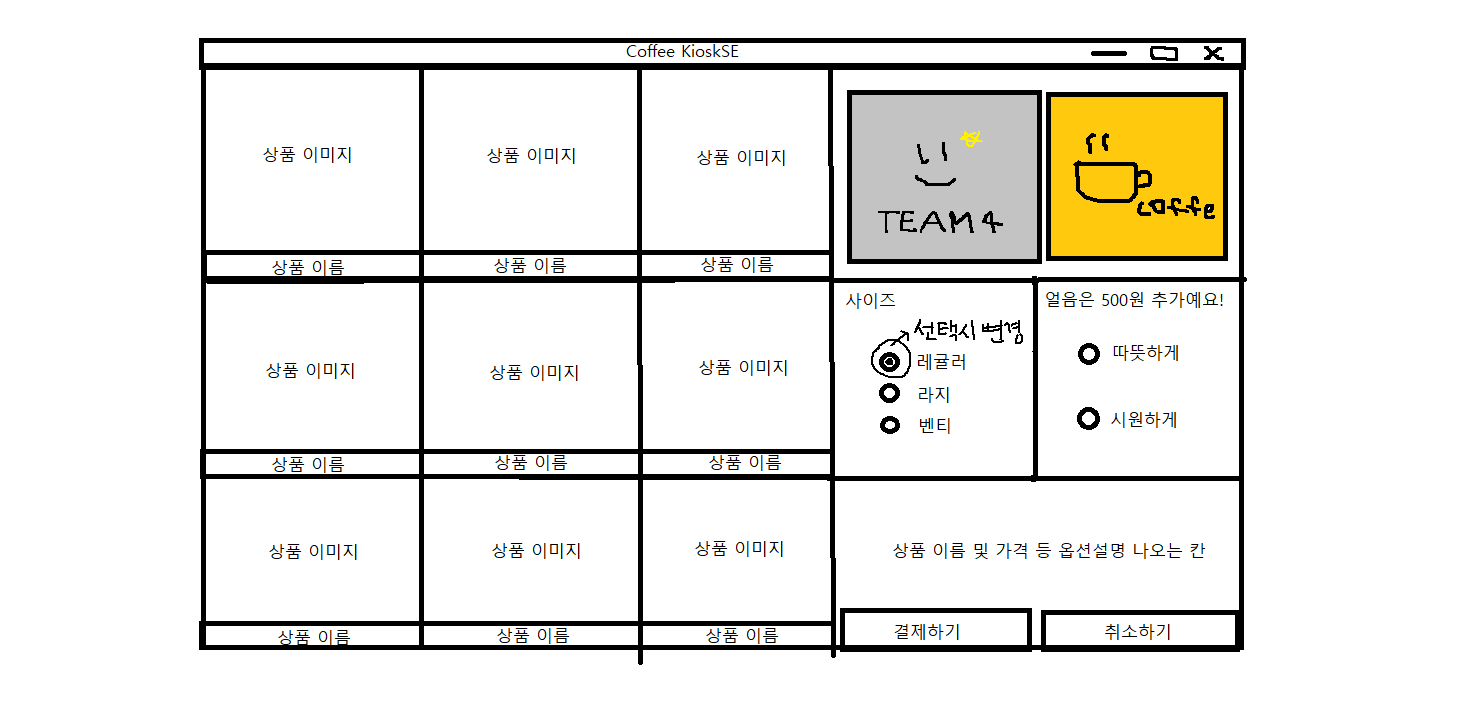 Coffee KioskSE
상품 이미지
상품 이미지
상품 이미지
상품 이름
상품 이름
상품 이름
상품 이미지
상품 이미지
상품 이미지
상품 이름
상품 이름
상품 이름
상품 이미지
상품 이미지
상품 이미지
상품 이름
상품 이름
상품 이름
TEAM 4
coffe
사이즈
선택시 변경
레귤러
라지
벤티
얼음은 500원 추가예요!
따뜻하게
시원하게
상품 이름 및 가격 등 옵션설명 나오는 칸
결제하기
취소하기